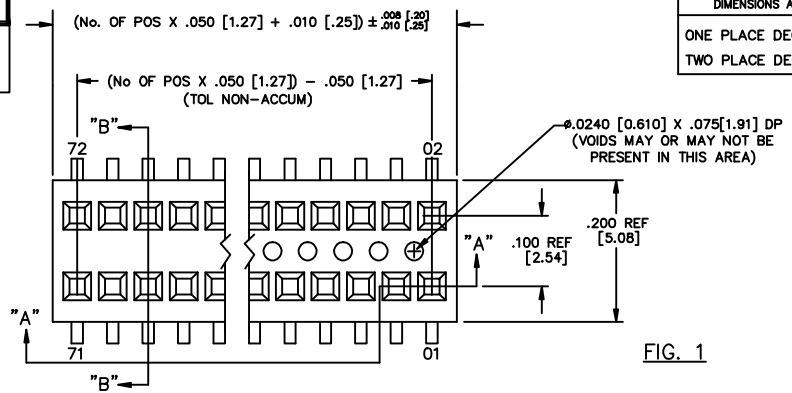 DIMENSIONS A
ONE PLACE DE
TWO PLACE DE
(No. OF POS X .050 [1.27] + .010 [.25]) ± .008 [.20]
.010 [.25]
(No OF POS X .050 [1.27]) - .050 [1.27]
(TOL NON-ACCUM)
"B"
72
02
ø.0240 [0.610] X .075[1.91] DP
(VOIDS MAY OR MAY NOT BE
PRESENT IN THIS AREA)
"A"
.100 REF
[2.54]
.200 REF
[5.08]
"A"
71
01
"B"
FIG. 1